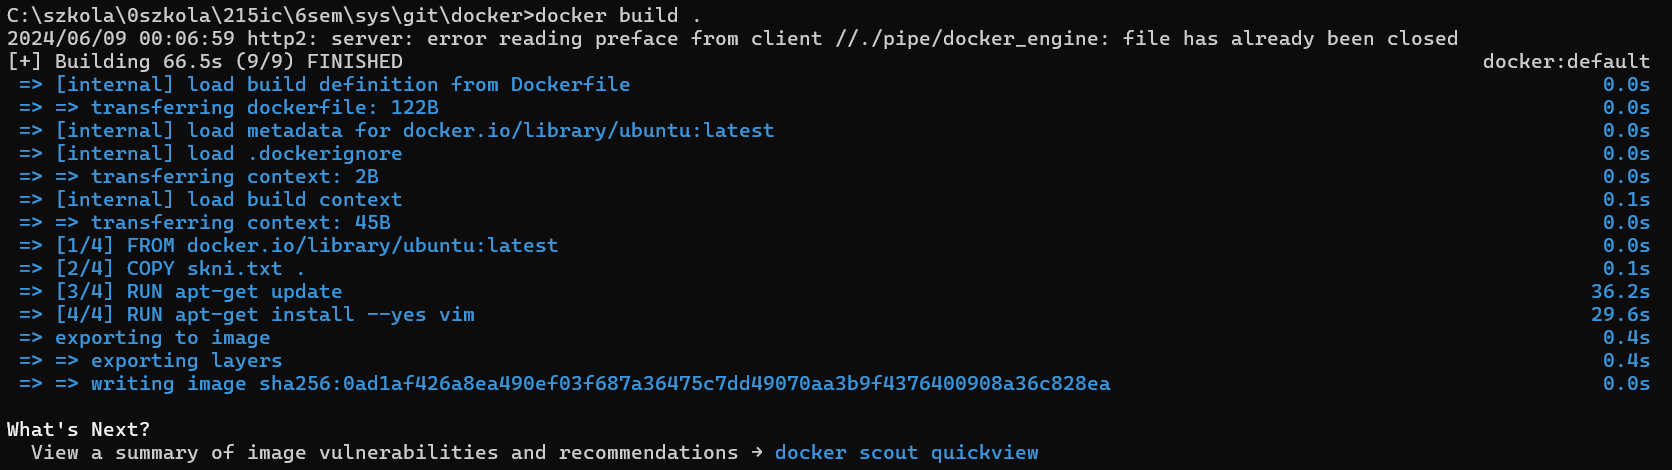 C:\szkola\0szkola\215ic\6sem\sys\git\docker>docker build .
2024/06/09 00:06:59 http2: server: error reading preface from client //./pipe/docker_engine: file has already been closed
[+] Building 66.5s (9/9) FINISHED docker:default
=> [internal] load build definition from Dockerfile 0.0s
=> => transferring dockerfile: 122B 0.0s
=> [internal] load metadata for docker.io/library/ubuntu:latest 0.0s
=> [internal] load .dockerignore 0.0s
=> => transferring context: 2B 0.0s
=> [internal] load build context 0.1s
=> => transferring context: 45B 0.0s
=> [1/4] FROM docker.io/library/ubuntu:latest 0.0s
=> [2/4] COPY skni.txt . 0.1s
=> [3/4] RUN apt-get update 36.2s
=> [4/4] RUN apt-get install --yes vim 29.6s
=> exporting to image 0.4s
=> => exporting layers 0.4s
=> => writing image sha256:0ad1af426a8ea490ef03f687a36475c7dd49070aa3b9f4376400908a36c828ea 0.0s
What's Next?
View a summary of image vulnerabilities and recommendations → docker scout quickview